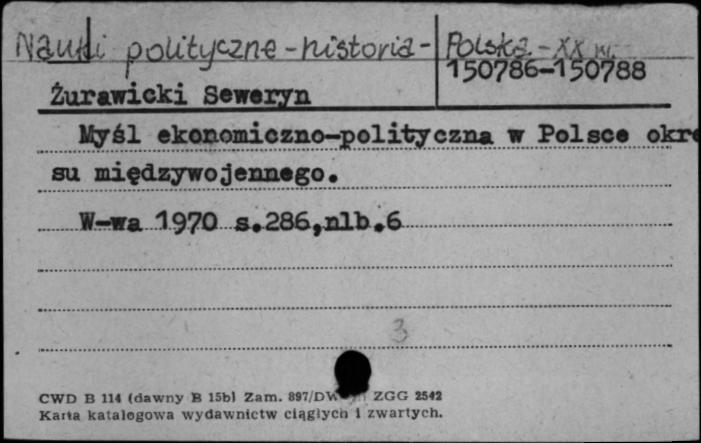 Nauki polityczne - historia - Polska - XX w.
150786-150788
Żurawicki Seweryn
Myśl ekonomiczno-polityczna w Polsce okre
su międzywojennego.
W-wa 1970 s.286,nlb.6
3
CWD B 114 (dawny B 15b) Zam. 897/DW ZGG 2542
Karta katalogowa wydawnictw ciągłych i zwartych.